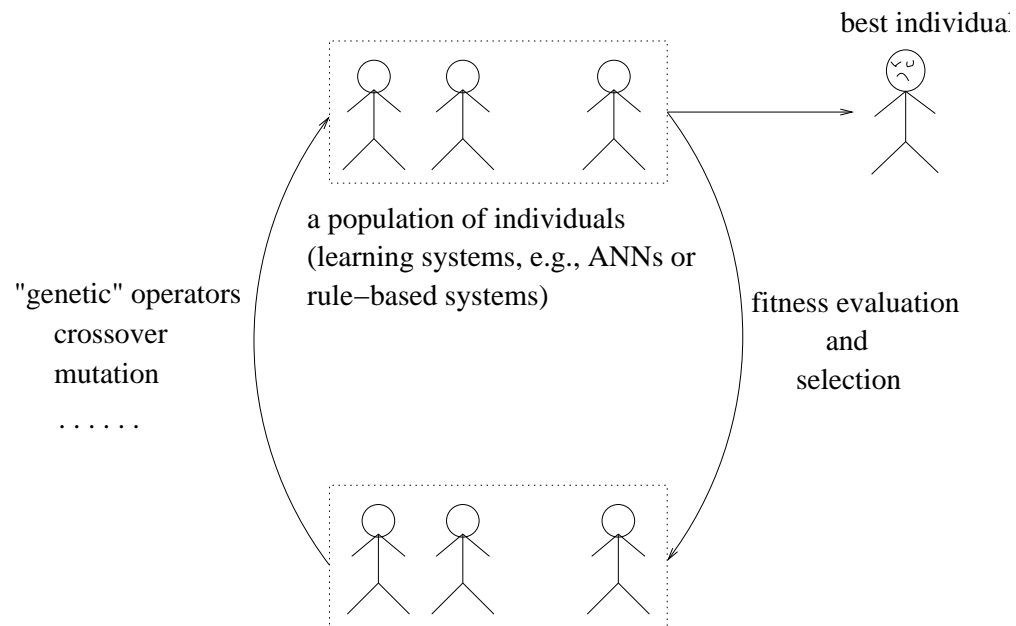 best individual
a population of individuals
(learning systems, e.g., ANNs or
rule−based systems)
"genetic" operators
crossover
mutation
. . . . . .
fitness evaluation
and
selection